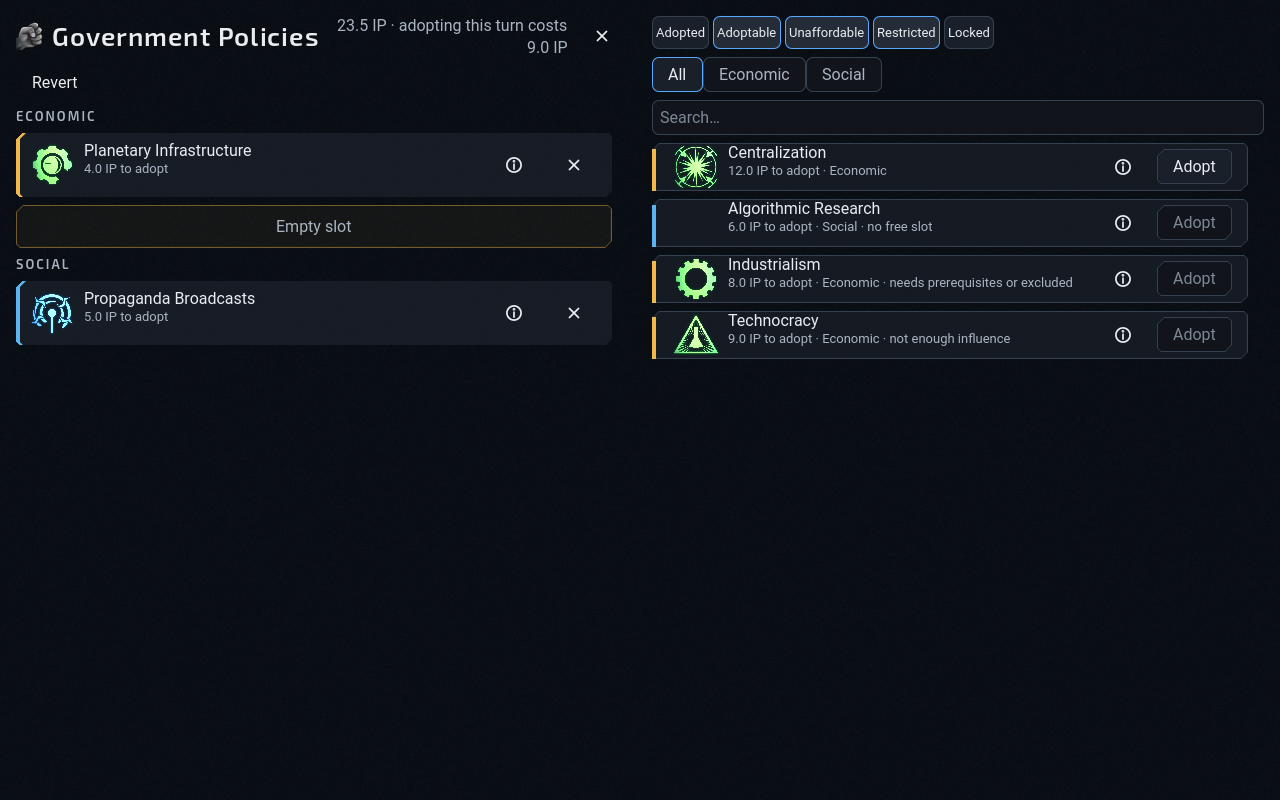 Government Policies
23.5 IP · adopting this turn costs
9.0 IP
Revert
ECONOMIC
Planetary Infrastructure
4.0 IP to adopt
Empty slot
SOCIAL
Propaganda Broadcasts
5.0 IP to adopt
Adopted Adoptable Unaffordable Restricted Locked
All Economic Social
Search…
Centralization
12.0 IP to adopt · Economic
Adopt
Algorithmic Research
6.0 IP to adopt · Social · no free slot
Adopt
Industrialism
8.0 IP to adopt · Economic · needs prerequisites or excluded
Adopt
Technocracy
9.0 IP to adopt · Economic · not enough influence
Adopt